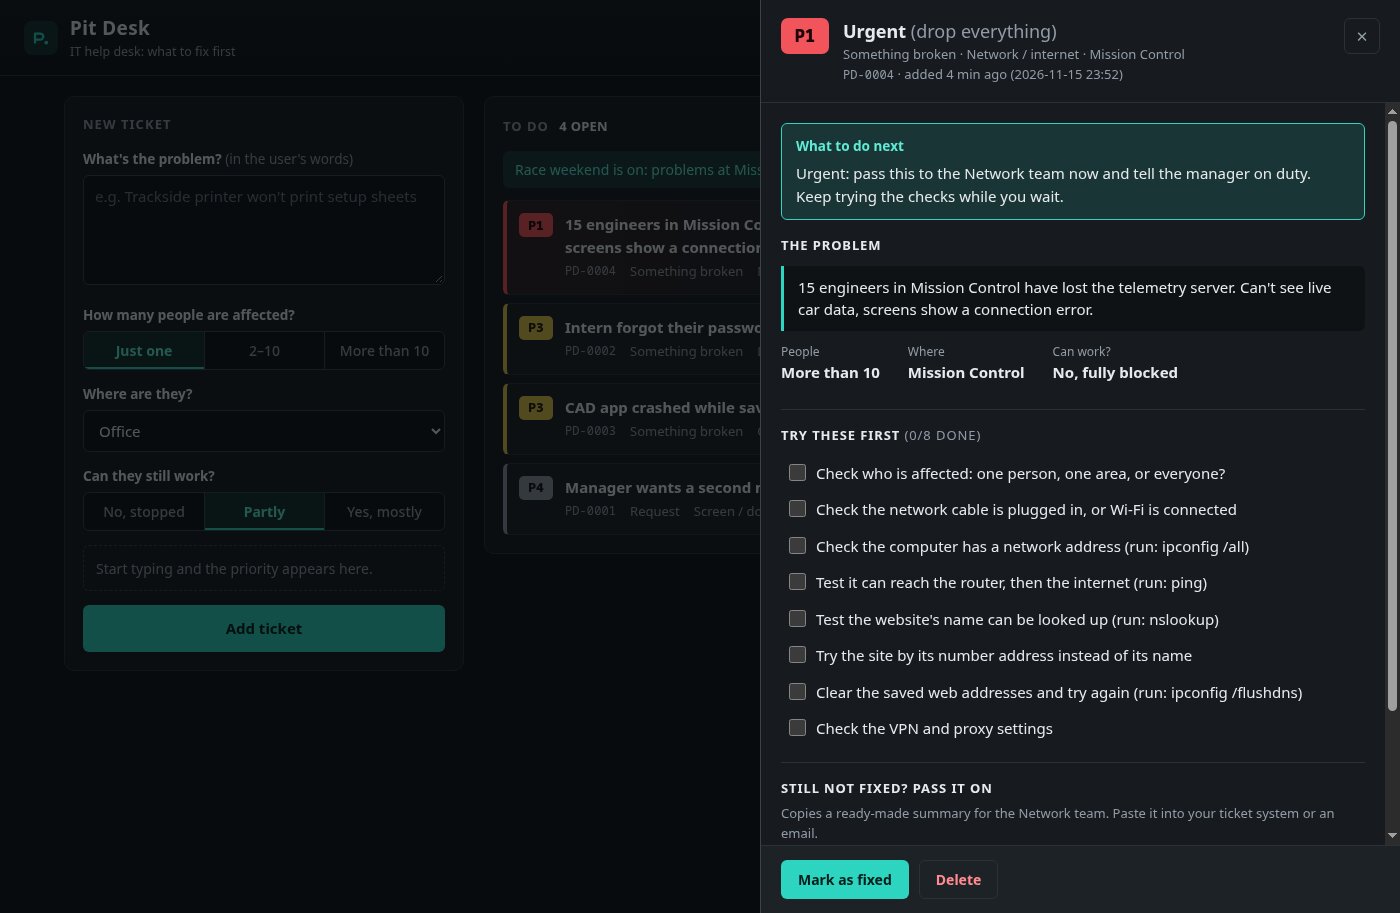 P.
Pit Desk
IT help desk: what to fix first
NEW TICKET
What's the problem? (in the user's words)
e.g. Trackside printer won't print setup sheets
How many people are affected?
Just one
2–10
More than 10
Where are they?
Office
Can they still work?
No, stopped
Partly
Yes, mostly
Start typing and the priority appears here.
Add ticket
TO DO 4 OPEN
Race weekend is on: problems at
P1
15 engineers in Mission
screens show a
PD-0004 Something broken
P3
Intern forgot their
PD-0002 Something broken
P3
CAD app crashed while
PD-0003 Something broken
P4
Manager wants a second
PD-0001 Request Screen /
P1
Urgent (drop everything)
Something broken · Network / internet · Mission Control
PD-0004 · added 4 min ago (2026-11-15 23:52)
×
What to do next
Urgent: pass this to the Network team now and tell the manager on duty.
Keep trying the checks while you wait.
THE PROBLEM
15 engineers in Mission Control have lost the telemetry server. Can't see live
car data, screens show a connection error.
People
More than 10
Where
Mission Control
Can work?
No, fully blocked
TRY THESE FIRST (0/8 DONE)
Check who is affected: one person, one area, or everyone?
Check the network cable is plugged in, or Wi-Fi is connected
Check the computer has a network address (run: ipconfig /all)
Test it can reach the router, then the internet (run: ping)
Test the website's name can be looked up (run: nslookup)
Try the site by its number address instead of its name
Clear the saved web addresses and try again (run: ipconfig /flushdns)
Check the VPN and proxy settings
STILL NOT FIXED? PASS IT ON
Copies a ready-made summary for the Network team. Paste it into your ticket system or an
email.
Mark as fixed
Delete